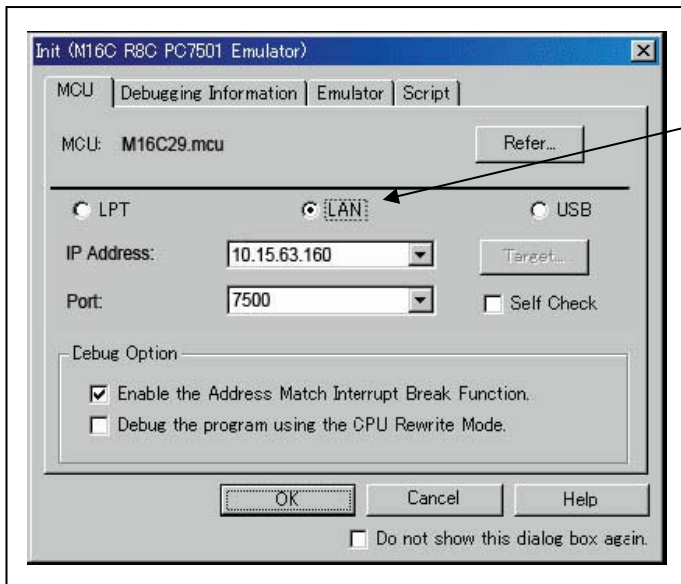 Init (M16C R8C PC7501 Emulator)
MCU Debugging Information Emulator Script
MCU: M16C29.mcu Refer...
LPT LAN USB
IP Address: 10.15.63.160 Target...
Port: 7500 Self Check
Debug Option
Enable the Address Match Interrupt Break Function.
Debug the program using the CPU Rewrite Mode.
OK Cancel Help
Do not show this dialog box again.